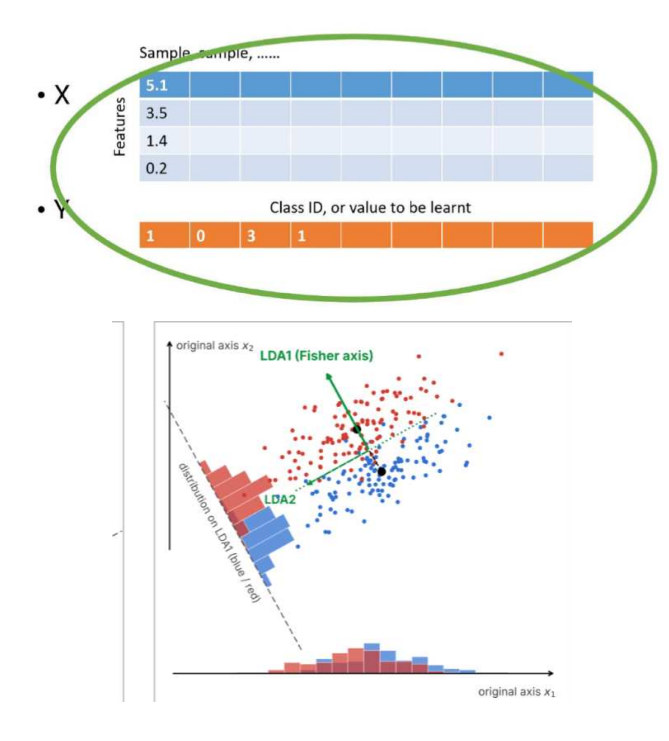 Sample, sample, ......
• X
Features
5.1
3.5
1.4
0.2
• Y
Class ID, or value to be learnt
1 0 3 1
original axis x₂
LDA1 (Fisher axis)
LDA2
distribution on LDA1 (blue / red)
original axis x₁